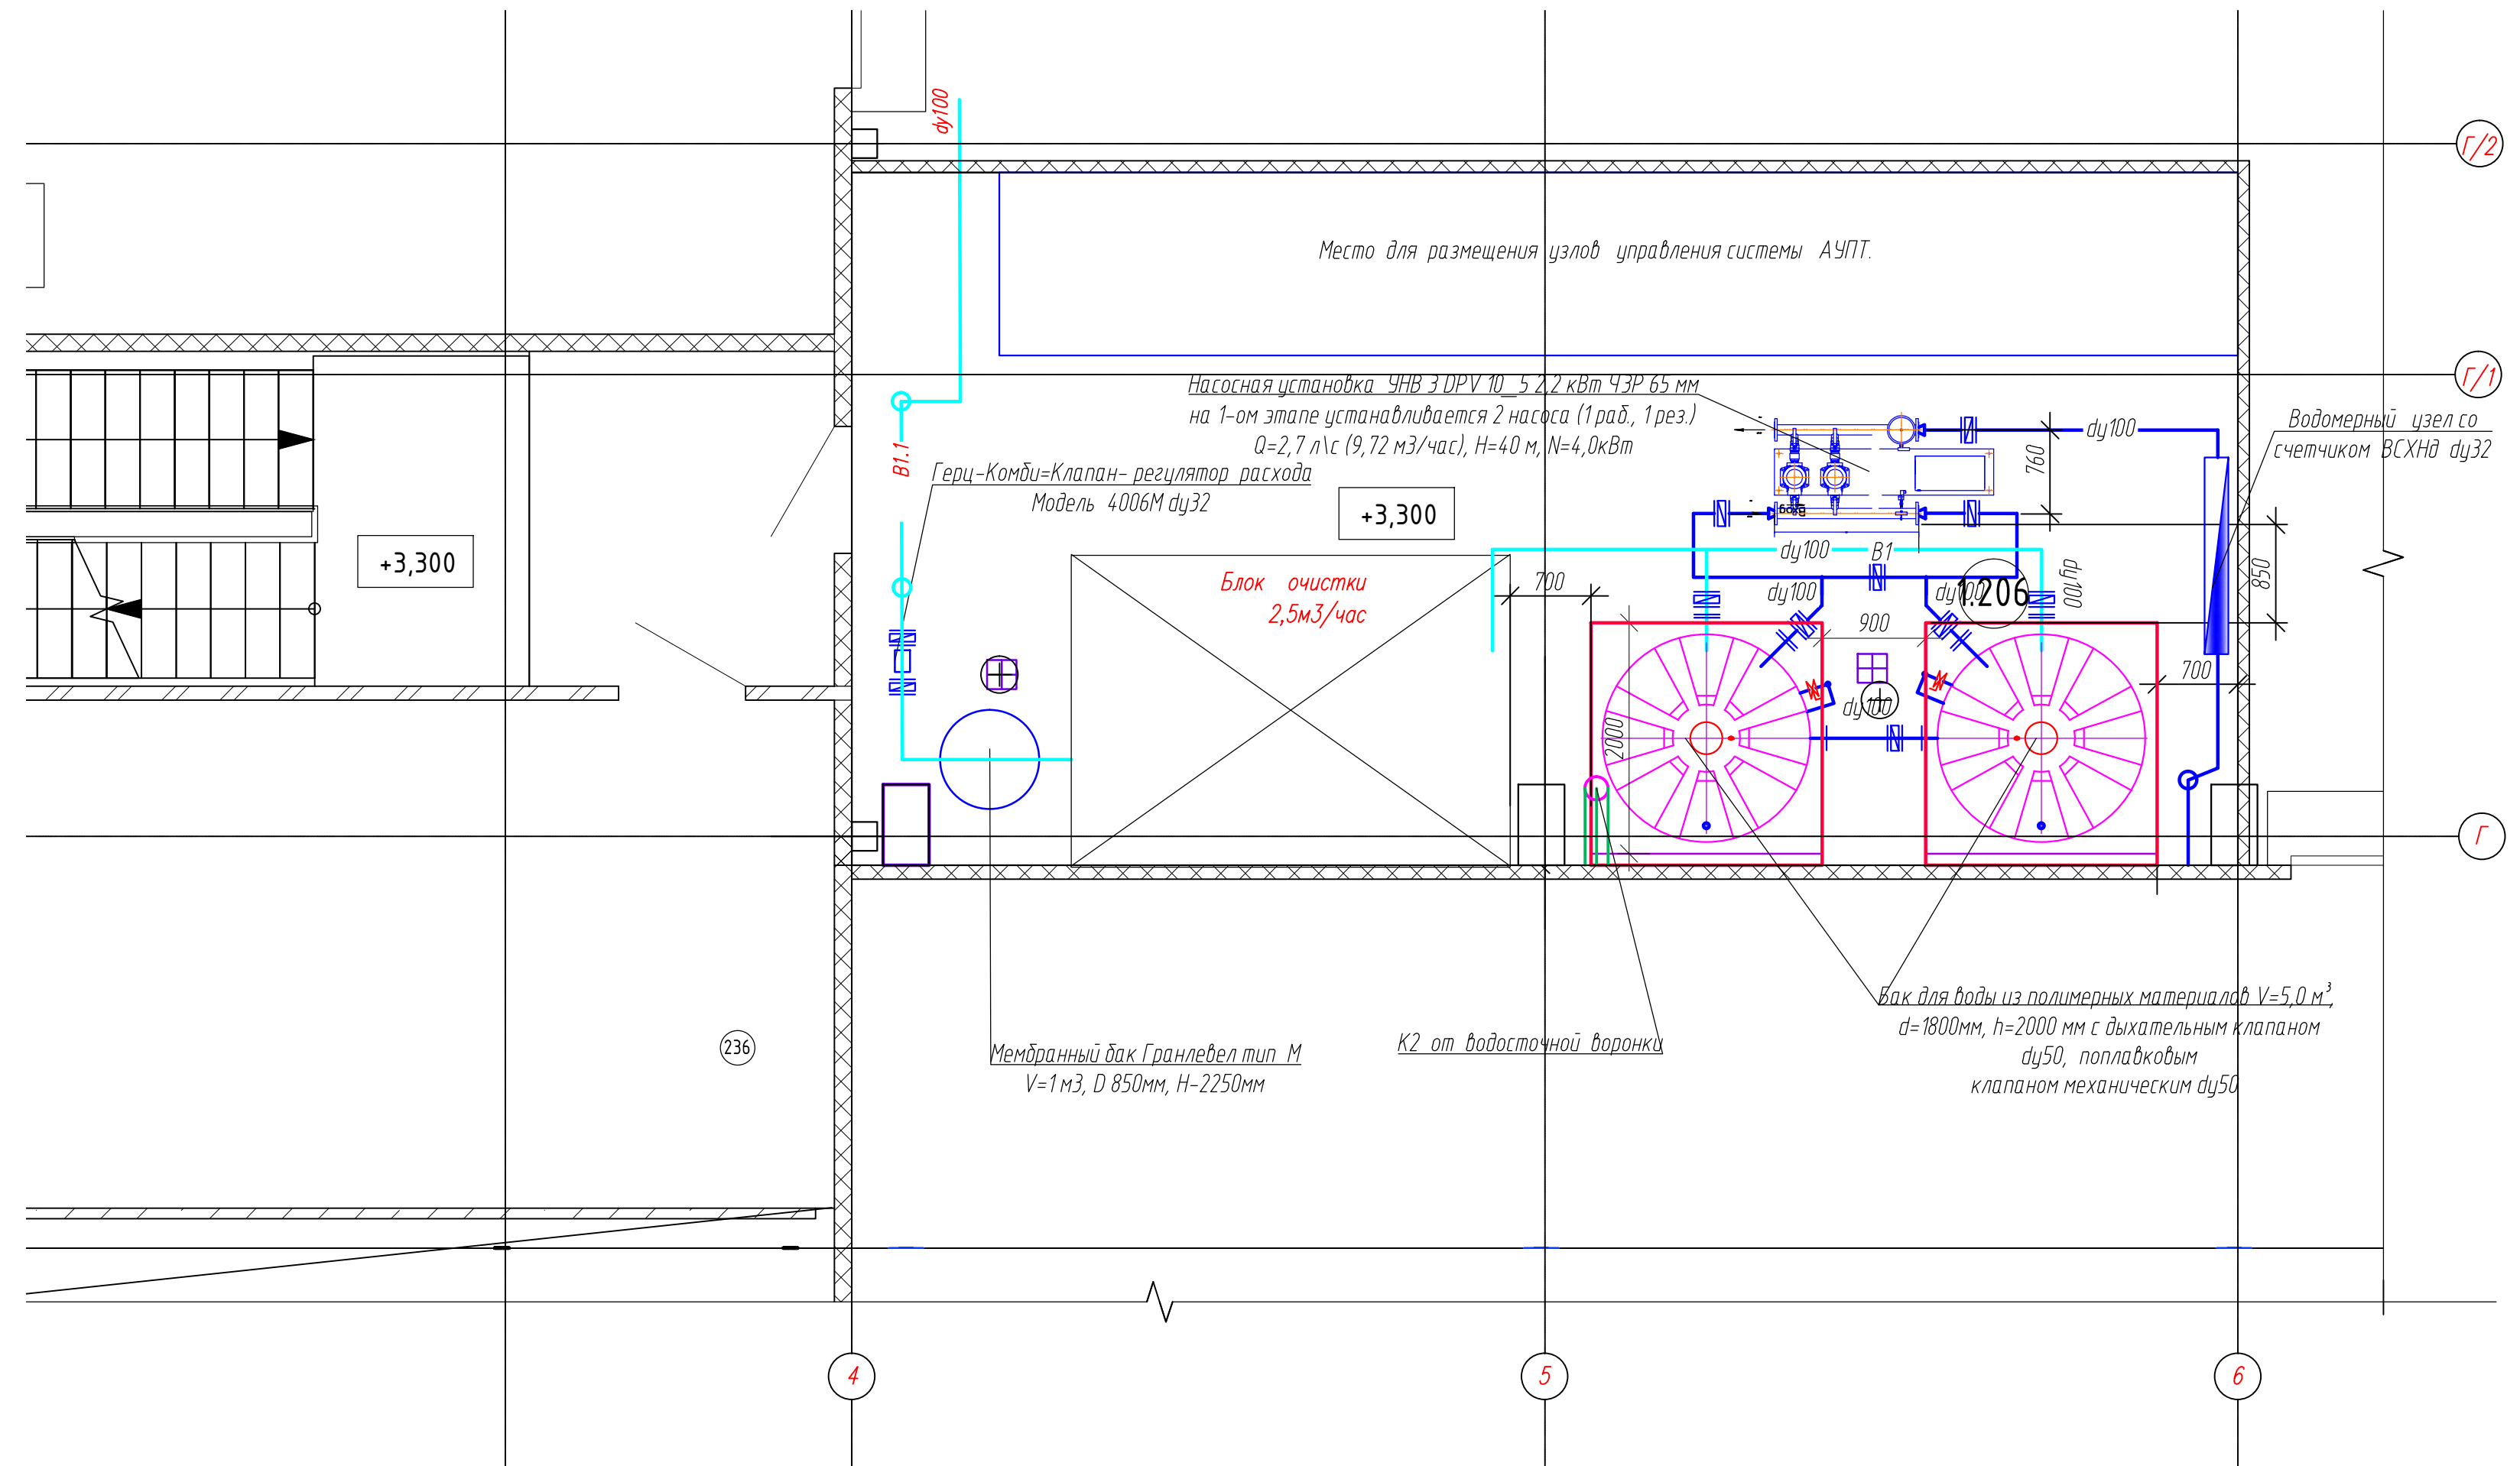 dy100
Г/2
Место для размещения узлов управления системы АУПТ.
Г/1
Насосная установка УНВ 3 DPV 10_5 2,2 кВт ЧЗР 65 мм
на 1-ом этапе устанавливается 2 насоса (1 раб., 1 рез.)
Q=2,7 л\с (9,72 м3/час), H=40 м, N=4,0кВт
В1.1
Герц-Комби=Клапан- регулятор расхода
Модель 4006М dy32
dy100
760
Водомерный узел со
счетчиком ВСХНд dy32
+3,300
+3,300
вход
Блок очистки
2,5м3/час
700
dy100
В1
dy100
dy100
1.206
dy100
850
900
700
2000
dy100
Г
Бак для воды из полимерных материалов V=5,0 м³,
d=1800мм, h=2000 мм с дыхательным клапаном
dy50, поплавковым
клапаном механическим dy50
К2 от водосточной воронки
236
Мембранный бак Гранлевел тип М
V=1 м3, D 850мм, Н-2250мм
4
5
6